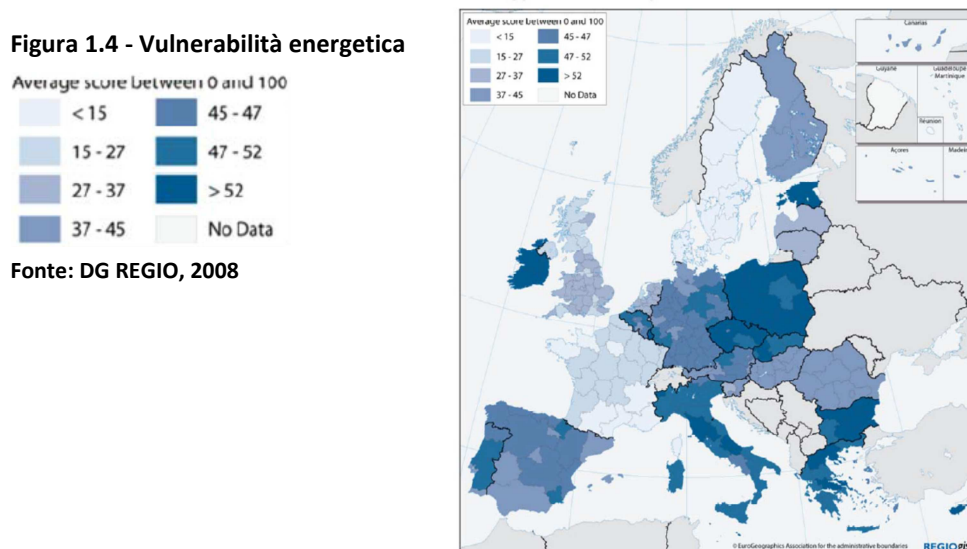 Figura 1.4 - Vulnerabilità energetica
Average score between 0 and 100
< 15
15 - 27
27 - 37
37 - 45
45 - 47
47 - 52
> 52
No Data
Fonte: DG REGIO, 2008
Average score between 0 and 100
< 15
15 - 27
27 - 37
37 - 45
45 - 47
47 - 52
> 52
No Data
Canarias
Guyane
Guadeloupe
Martinique
Réunion
Açores
Madei
© EuroGeographics Association for the administrative boundaries
REGIOgis